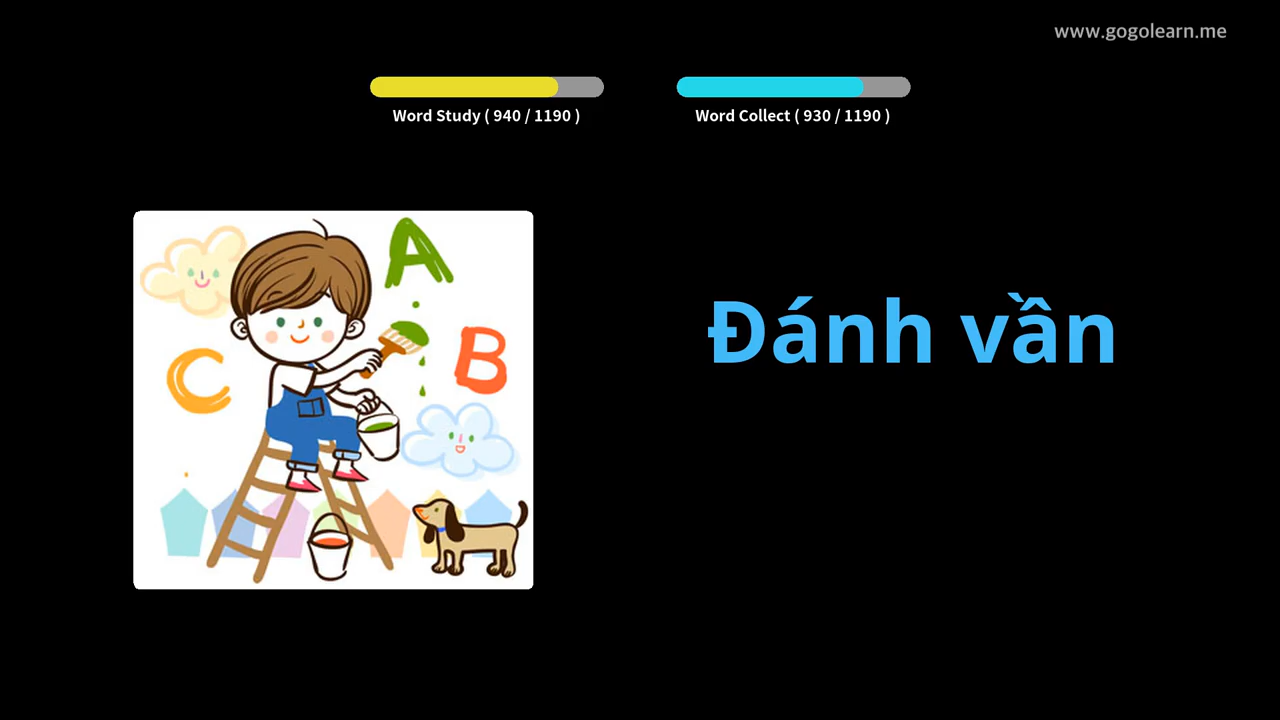 www.gogolearn.me
Word Study ( 940 / 1190 )
Word Collect ( 930 / 1190 )
A
B
C
Đánh vần